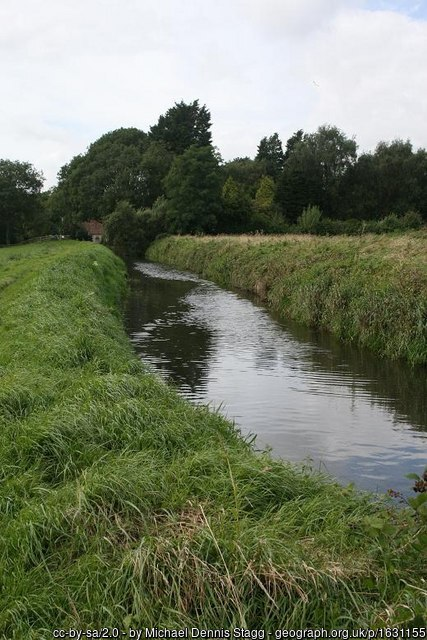 cc-by-sa/2.0 - by Michael Dennis Stagg - geograph.org.uk/p/1631155